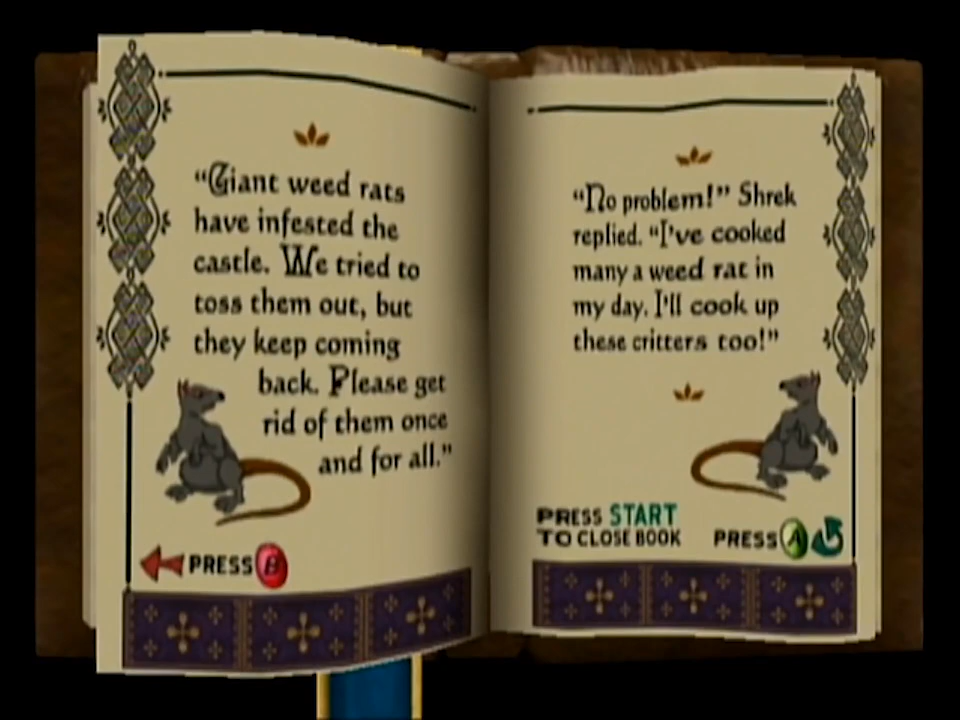 “Giant weed rats
have infested the
castle. We tried to
toss them out, but
they keep coming
back. Please get
rid of them once
and for all.”
PRESS B
“No problem!” Shrek
replied. “I've cooked
many a weed rat in
my day. I'll cook up
these critters too!”
PRESS START
TO CLOSE BOOK
PRESS A